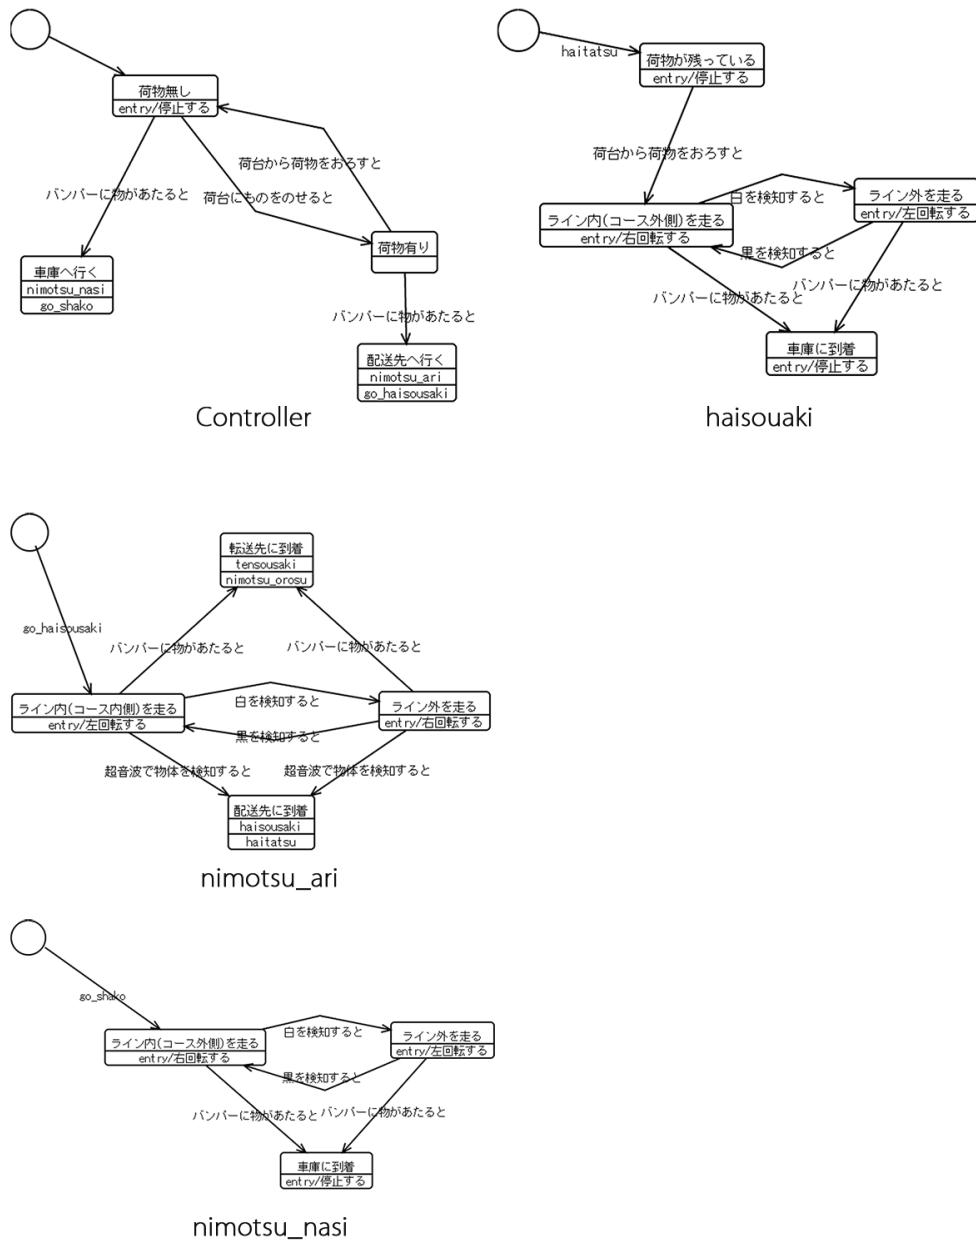 荷物無し
entry/停止する
荷台から荷物をおろすと
バンパーに物があたると
荷台にものをのせると
荷物有り
車庫へ行く
nimotsu_nasi
go_shako
バンパーに物があたると
配送先へ行く
nimotsu_ari
go_haisousaki
Controller
haitatsu
荷物が残っている
entry/停止する
荷台から荷物をおろすと
白を検知すると
ライン外を走る
entry/左回転する
ライン内(コース外側)を走る
entry/右回転する
黒を検知すると
バンパーに物があたると
バンパーに物があたると
車庫に到着
entry/停止する
haisouaki
転送先に到着
tensousaki
nimotsu_orosu
go_haisousaki
バンパーに物があたると
バンパーに物があたると
ライン内(コース内側)を走る
entry/左回転する
白を検知すると
ライン外を走る
entry/右回転する
黒を検知すると
超音波で物体を検知すると
超音波で物体を検知すると
配送先に到着
haisousaki
haitatsu
nimotsu_ari
go_shako
ライン内(コース外側)を走る
entry/右回転する
白を検知すると
ライン外を走る
entry/左回転する
黒を検知すると
バンパーに物があたると
バンパーに物があたると
車庫に到着
entry/停止する
nimotsu_nasi